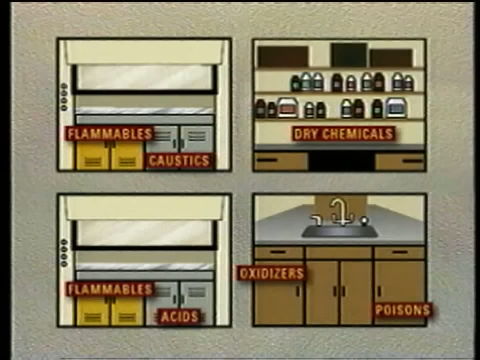 FLAMMABLES
CAUSTICS
DRY CHEMICALS
FLAMMABLES
ACIDS
OXIDIZERS
POISONS